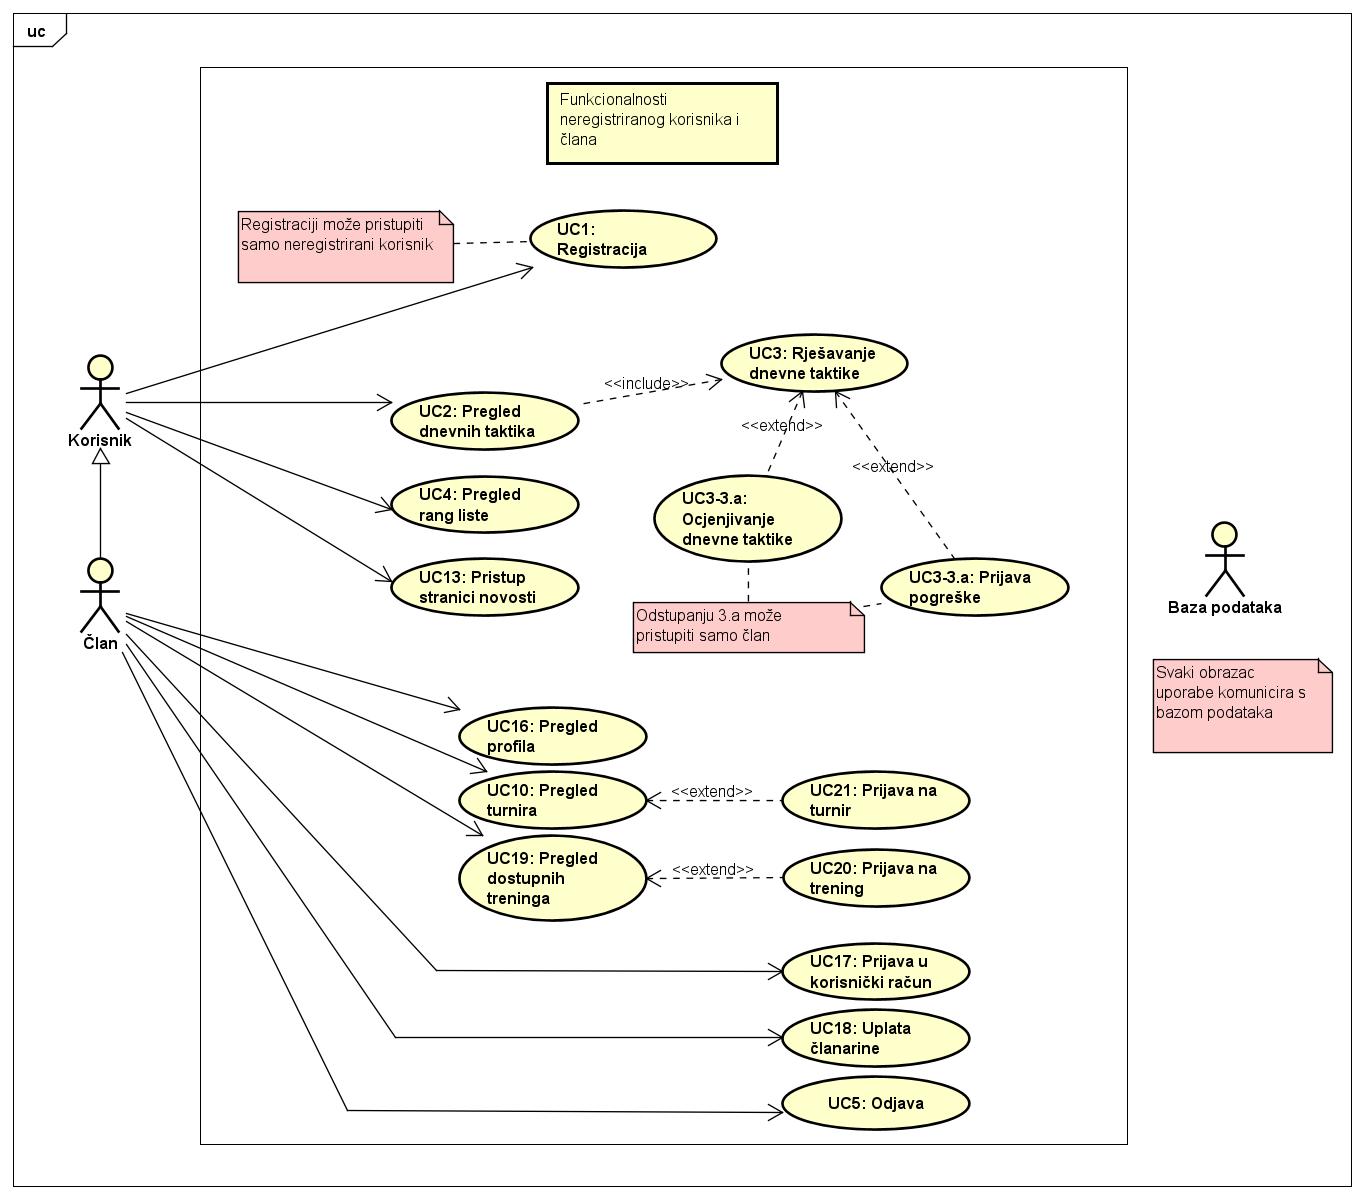 uc
Funkcionalnosti
neregistriranog korisnika i
člana
Registraciji može pristupiti
samo neregistrirani korisnik
UC1:
Registracija
Korisnik
UC2: Pregled
dnevnih taktika
<<include>>
UC3: Rješavanje
dnevne taktike
<<extend>>
<<extend>>
UC4: Pregled
rang liste
UC3-3.a:
Ocjenjivanje
dnevne taktike
UC13: Pristup
stranici novosti
UC3-3.a: Prijava
pogreške
Odstupanju 3.a može
pristupiti samo član
Član
Baza podataka
Svaki obrazac
uporabe komunicira s
bazom podataka
UC16: Pregled
profila
UC10: Pregled
turnira
<<extend>>
UC21: Prijava na
turnir
UC19: Pregled
dostupnih
treninga
<<extend>>
UC20: Prijava na
trening
UC17: Prijava u
korisnički račun
UC18: Uplata
članarine
UC5: Odjava